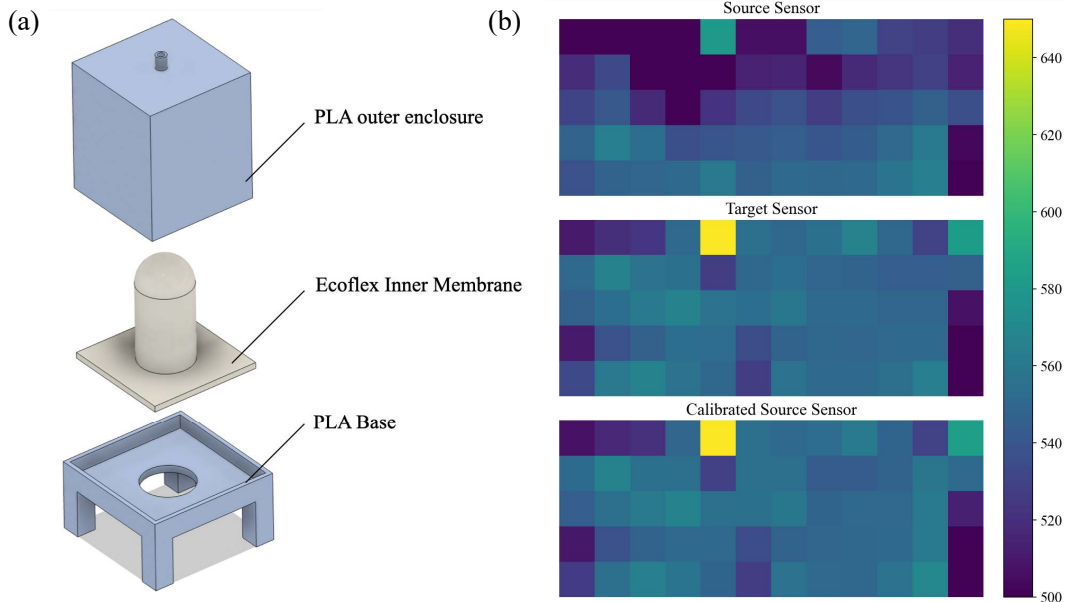 (a)
PLA outer enclosure
Ecoflex Inner Membrane
PLA Base
(b)
Source Sensor
Target Sensor
Calibrated Source Sensor
640
620
600
580
560
540
520
500